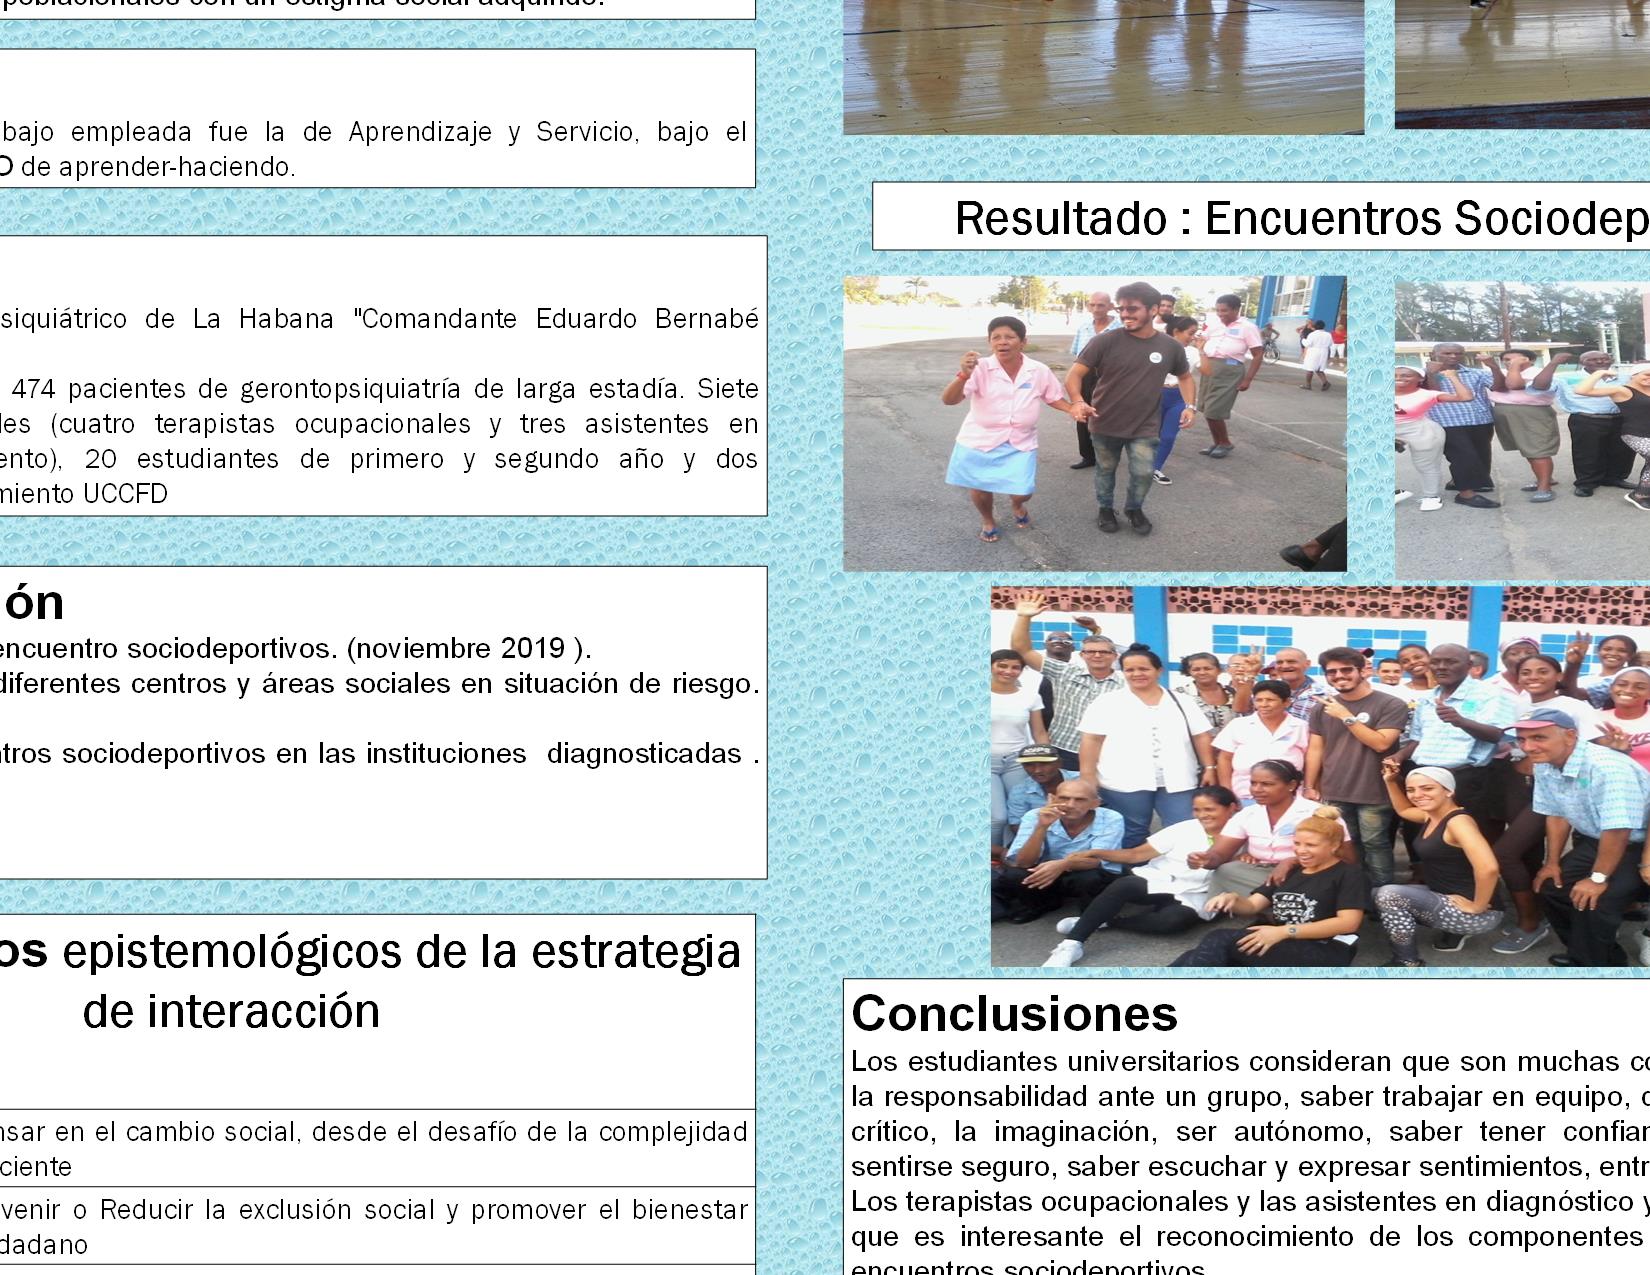 poblacionales con un estigma social adquirido.
bajo empleada fue la de Aprendizaje y Servicio, bajo el
O de aprender-haciendo.
siquiátrico de La Habana "Comandante Eduardo Bernabé
474 pacientes de gerontopsiquiatría de larga estadía. Siete
les (cuatro terapistas ocupacionales y tres asistentes en
ento), 20 estudiantes de primero y segundo año y dos
miento UCCFD
ón
encuentro sociodeportivos. (noviembre 2019 ).
diferentes centros y áreas sociales en situación de riesgo.
ntros sociodeportivos en las instituciones diagnosticadas .
os epistemológicos de la estrategia
de interacción
nsar en el cambio social, desde el desafío de la complejidad
ciente
venir o Reducir la exclusión social y promover el bienestar
dadano
Resultado : Encuentros Sociodep
Conclusiones
Los estudiantes universitarios consideran que son muchas co
la responsabilidad ante un grupo, saber trabajar en equipo,
crítico, la imaginación, ser autónomo, saber tener confian
sentirse seguro, saber escuchar y expresar sentimientos, entr
Los terapistas ocupacionales y las asistentes en diagnóstico y
que es interesante el reconocimiento de los componentes
encuentros sociodeportivos